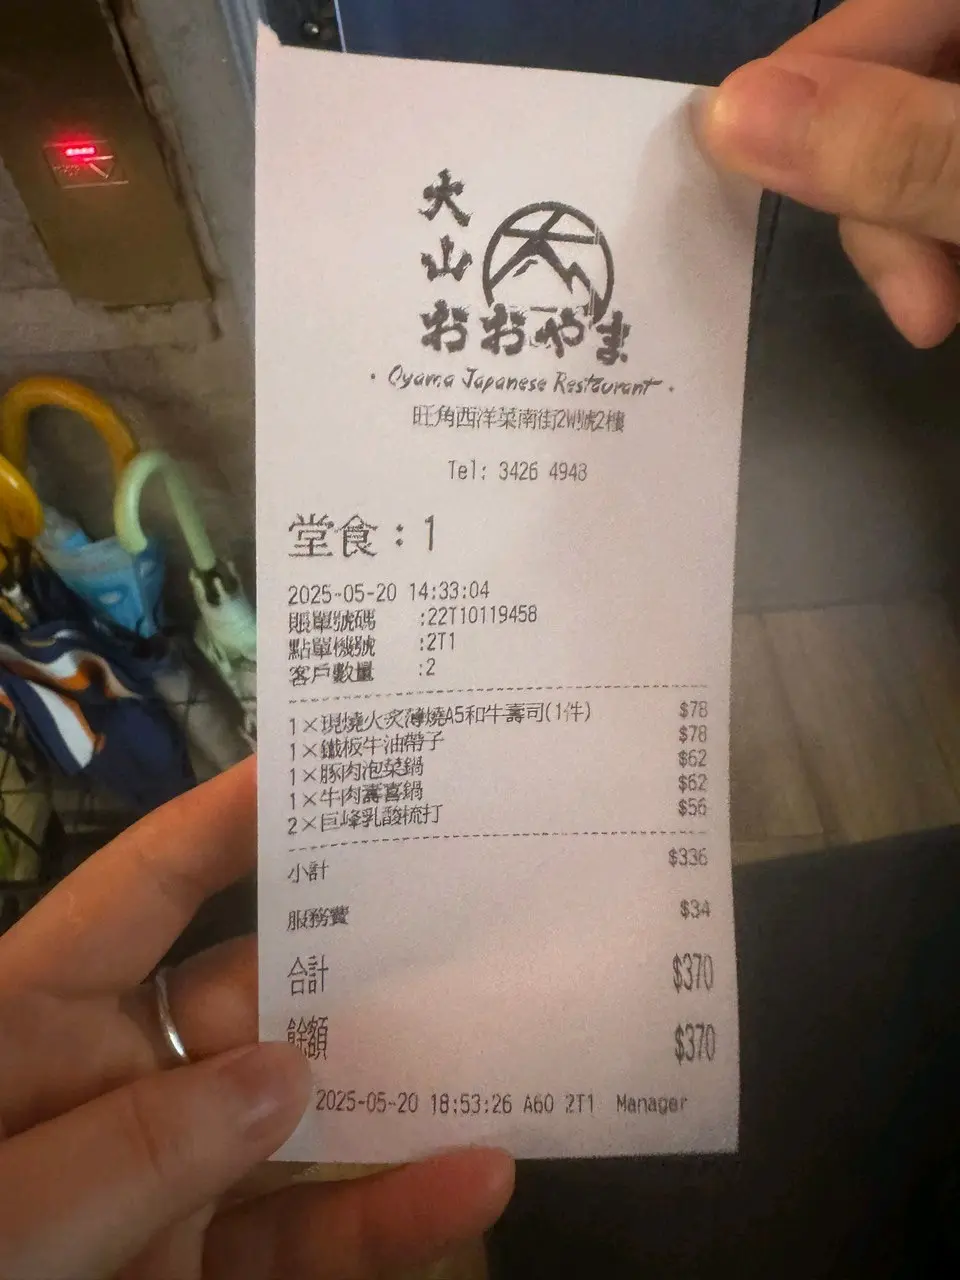 大山
おおやま
· Oyama Japanese Restaurant ·
旺角西洋菜南街2W號2樓
Tel: 3426 4948
堂食：1
2025-05-20 14:33:04
賬單號碼 :22T10119458
點單機號 :2T1
客戶數量 :2
1×現燒火炙薄燒A5和牛壽司(1件) $78
1×鐵板牛油帶子 $78
1×豚肉泡菜鍋 $62
1×牛肉壽喜鍋 $62
2×巨峰乳酸梳打 $56
小計 $336
服務費 $34
合計 $370
餘額 $370
2025-05-20 18:53:26 A60 2T1 Manager